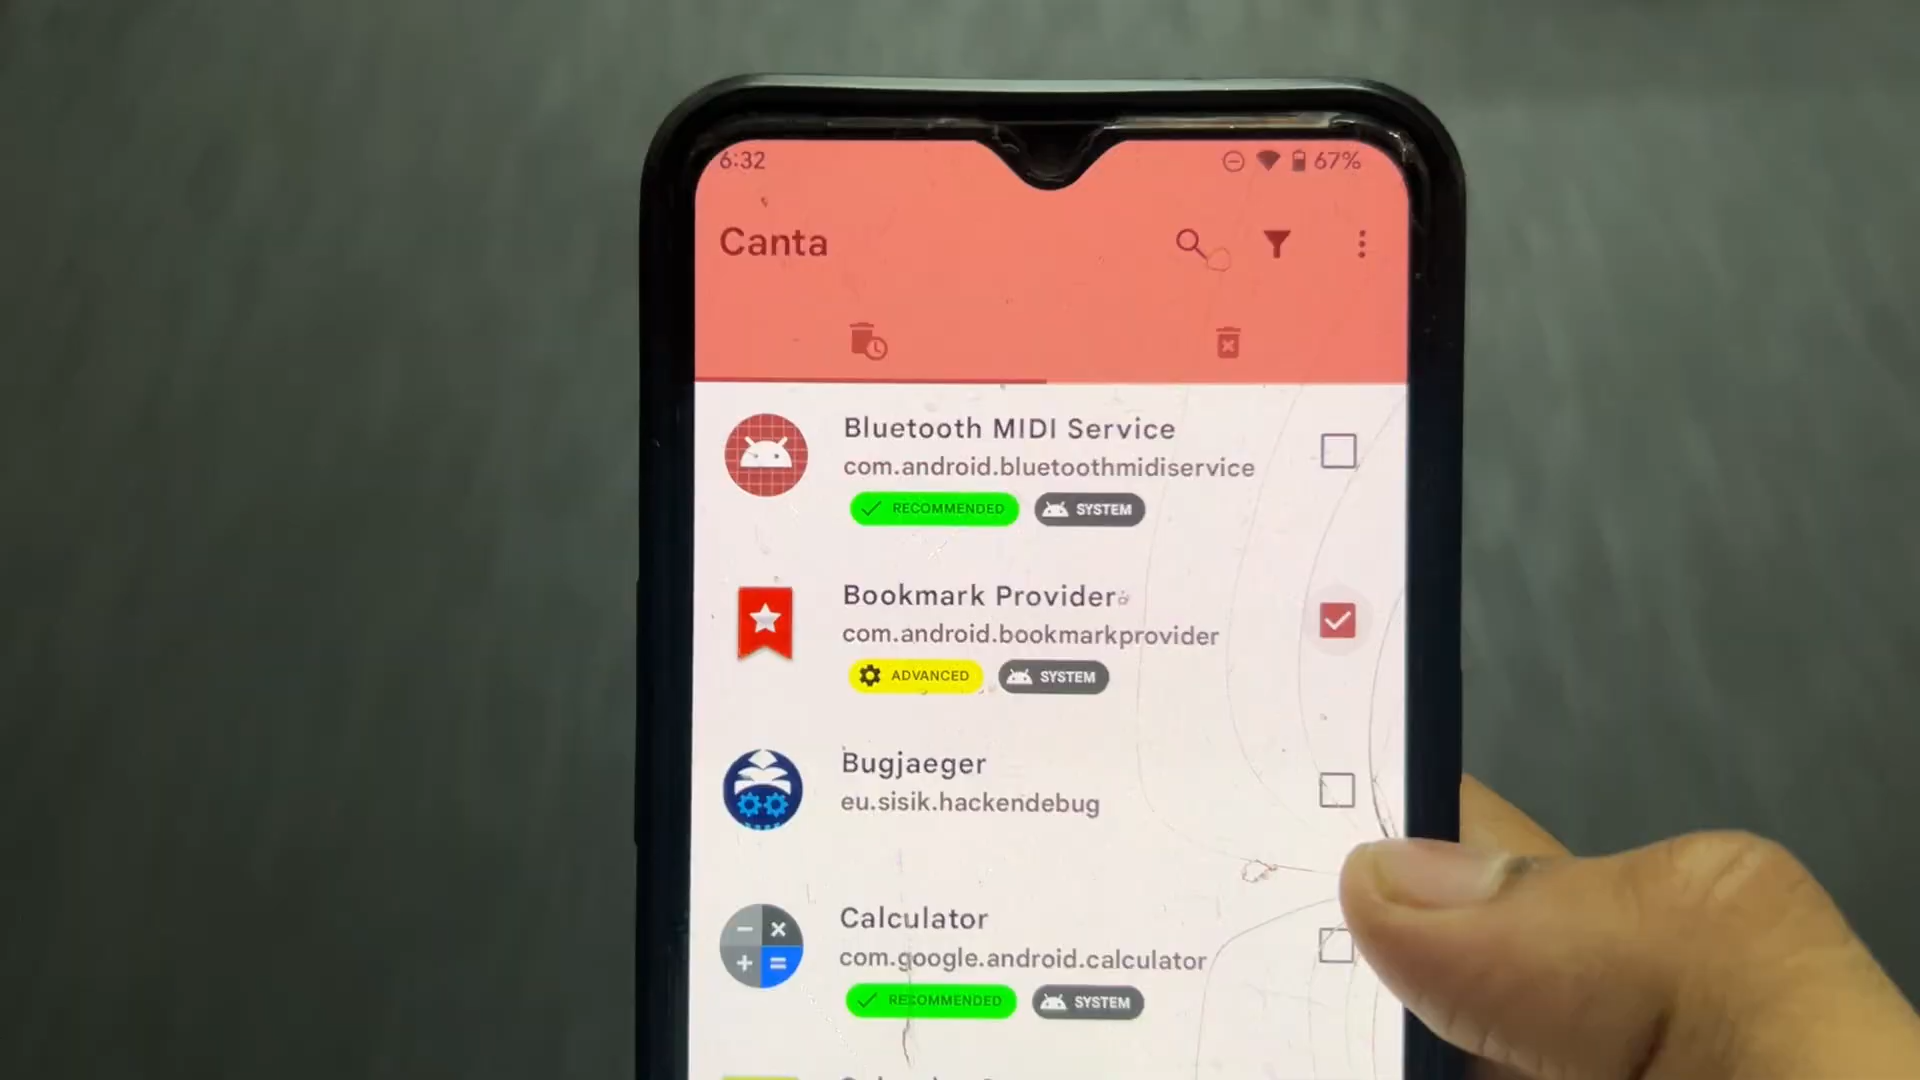 6:32
67%
Canta
Bluetooth MIDI Service
com.android.bluetoothmidiservice
RECOMMENDED
SYSTEM
Bookmark Provider
com.android.bookmarkprovider
ADVANCED
SYSTEM
Bugjaeger
eu.sisik.hackendebug
Calculator
com.google.android.calculator
RECOMMENDED
SYSTEM